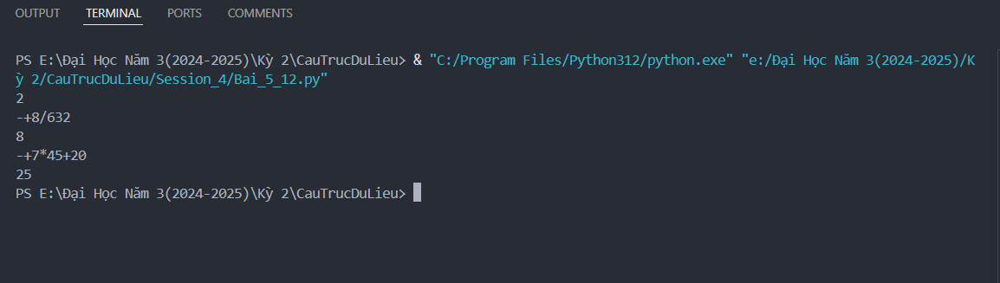 OUTPUT TERMINAL PORTS COMMENTS
PS E:\Đại Học Năm 3(2024-2025)\Kỳ 2\CauTrucDuLieu> & "C:/Program Files/Python312/python.exe" "e:/Đại Học Năm 3(2024-2025)/K
ỳ 2/CauTrucDuLieu/Session_4/Bai_5_12.py"
2
-+8/632
8
-+7*45+20
25
PS E:\Đại Học Năm 3(2024-2025)\Kỳ 2\CauTrucDuLieu>